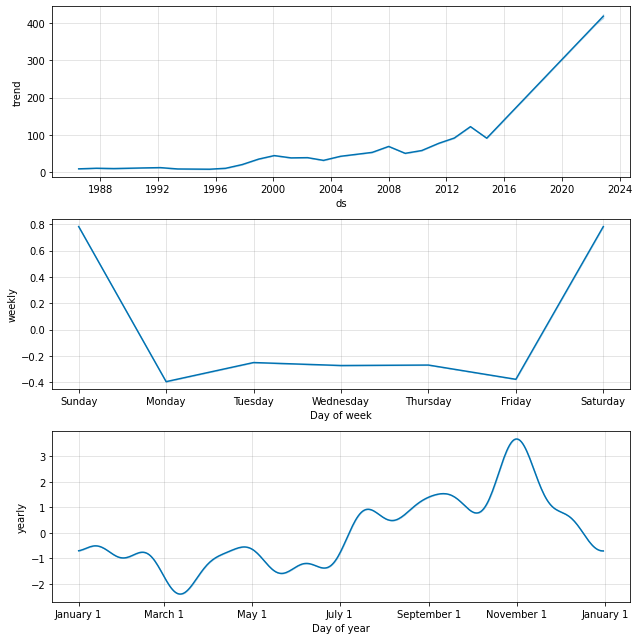 400
300
200
100
0
trend
1988 1992 1996 2000 2004 2008 2012 2016 2020 2024
ds
0.8
0.6
0.4
0.2
0.0
−0.2
−0.4
weekly
Sunday Monday Tuesday Wednesday Thursday Friday Saturday
Day of week
3
2
1
0
−1
−2
yearly
January 1 March 1 May 1 July 1 September 1 November 1 January 1
Day of year